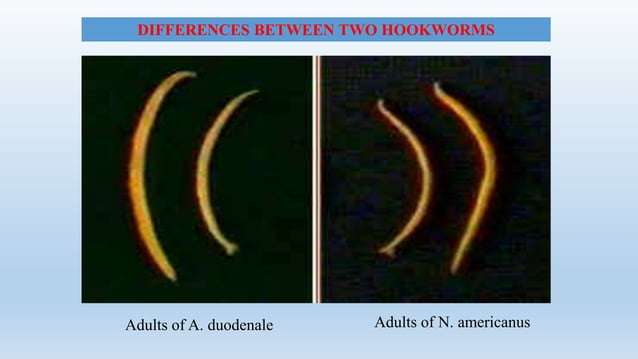 DIFFERENCES BETWEEN TWO HOOKWORMS
Adults of A. duodenale
Adults of N. americanus